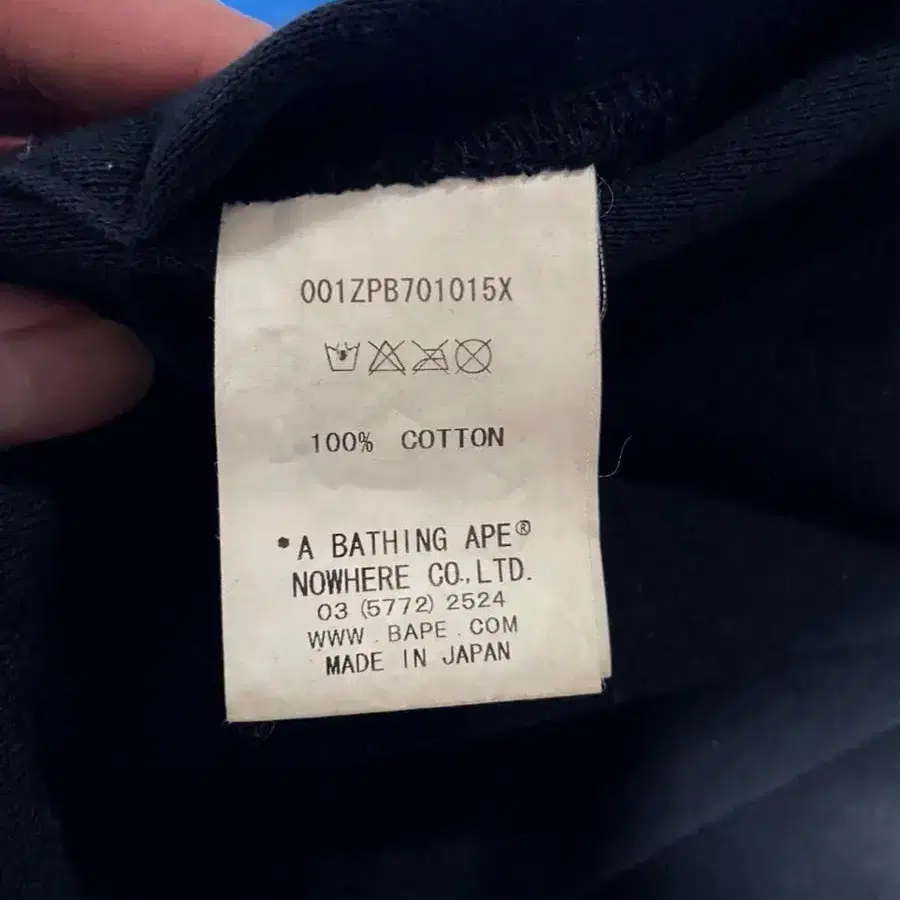 001ZPB701015X
100% COTTON
*A BATHING APE®
NOWHERE CO.,LTD.
03 (5772) 2524
WWW.BAPE.COM
MADE IN JAPAN